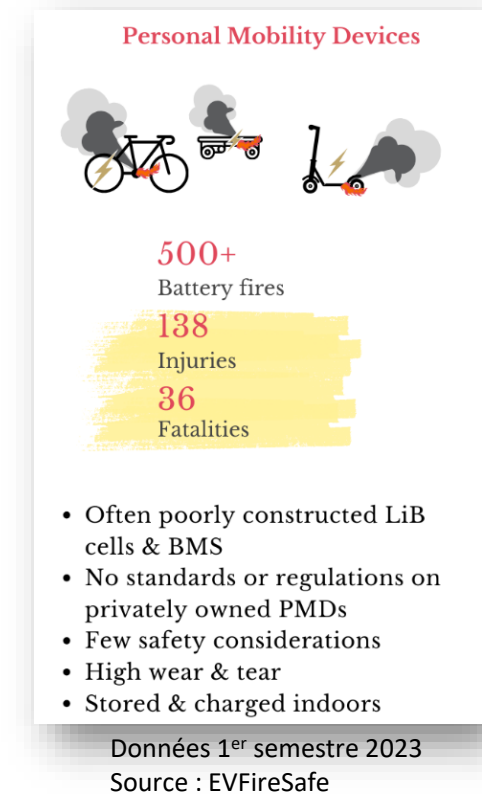 Personal Mobility Devices
500+
Battery fires
138
Injuries
36
Fatalities
• Often poorly constructed LiB
cells & BMS
• No standards or regulations on
privately owned PMDs
• Few safety considerations
• High wear & tear
• Stored & charged indoors
Données 1er semestre 2023
Source : EVFireSafe